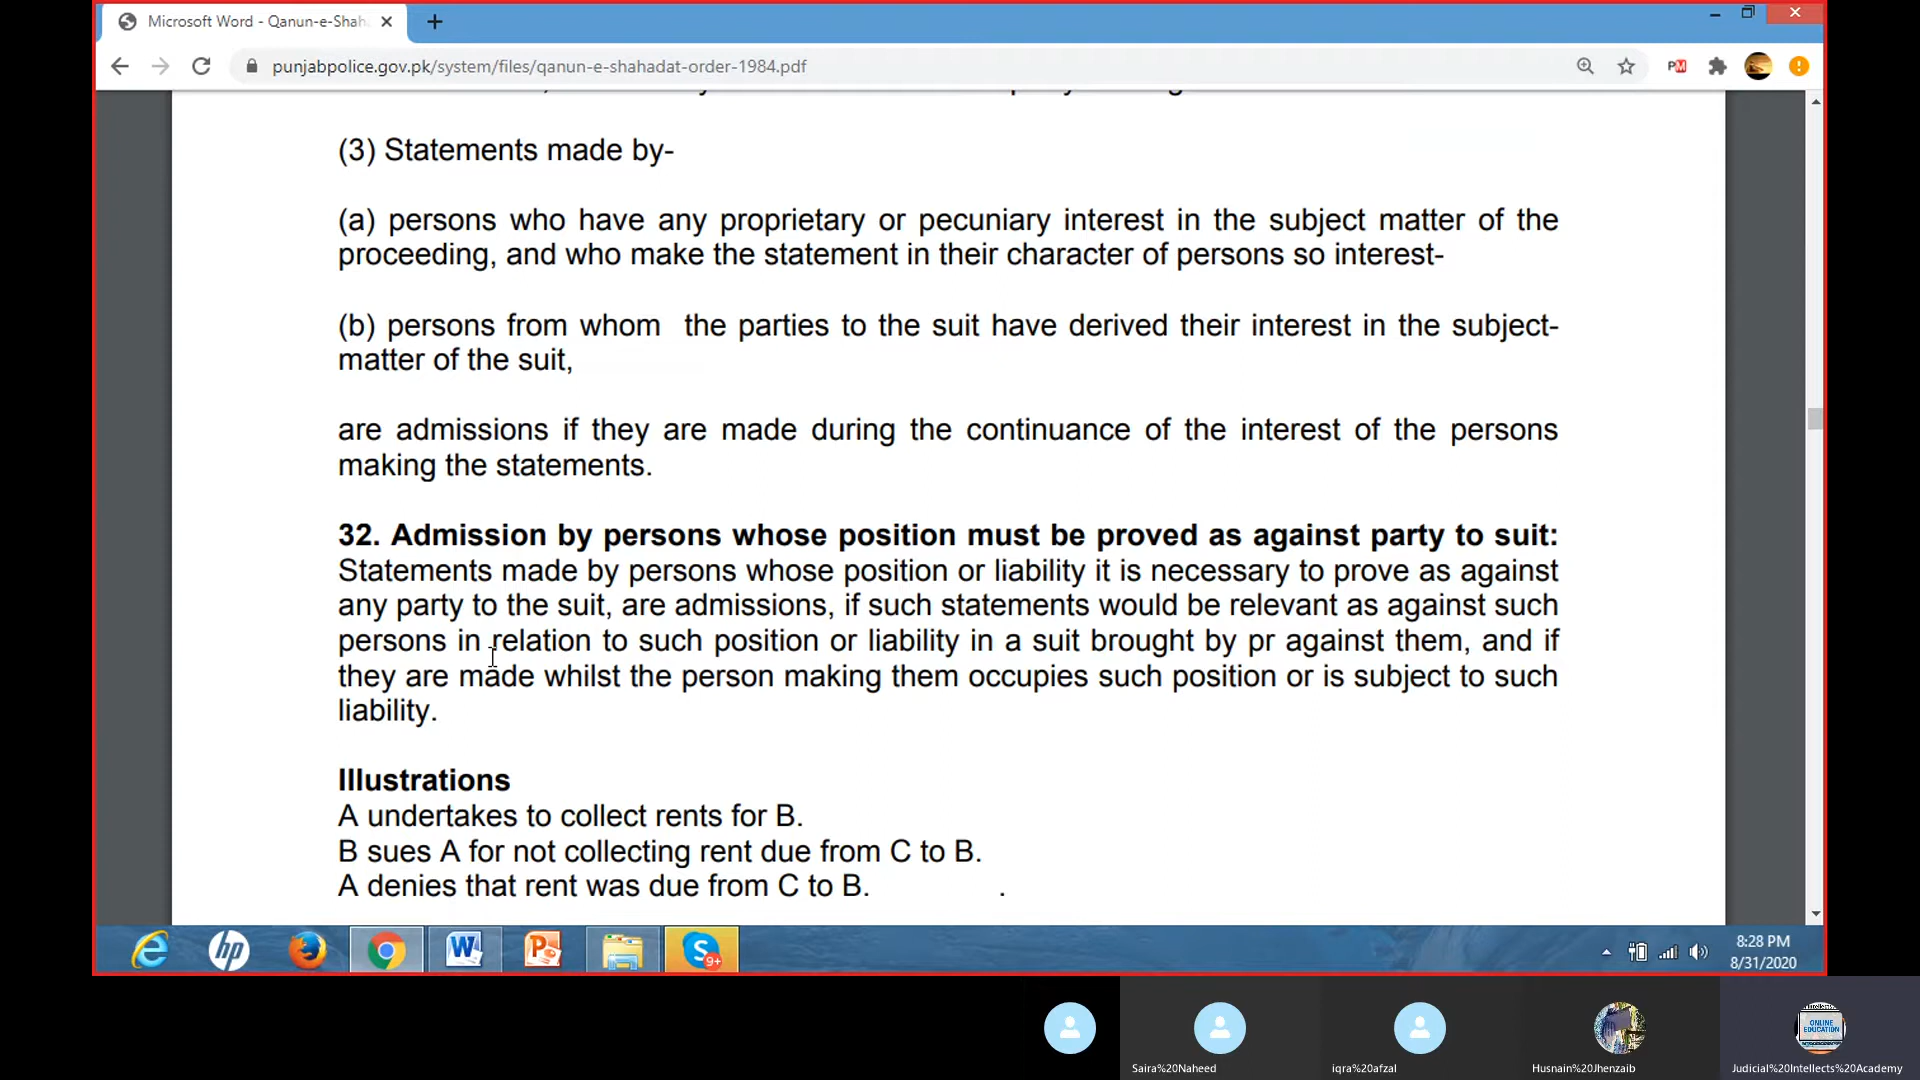 Microsoft Word - Qanun-e-Shah
punjabpolice.gov.pk/system/files/qanun-e-shahadat-order-1984.pdf
PM
(3) Statements made by-
(a) persons who have any proprietary or pecuniary interest in the subject matter of the
proceeding, and who make the statement in their character of persons so interest-
(b) persons from whom the parties to the suit have derived their interest in the subject-
matter of the suit,
are admissions if they are made during the continuance of the interest of the persons
making the statements.
32. Admission by persons whose position must be proved as against party to suit:
Statements made by persons whose position or liability it is necessary to prove as against
any party to the suit, are admissions, if such statements would be relevant as against such
persons in relation to such position or liability in a suit brought by pr against them, and if
they are made whilst the person making them occupies such position or is subject to such
liability.
Illustrations
A undertakes to collect rents for B.
B sues A for not collecting rent due from C to B.
A denies that rent was due from C to B. .
hp
9+
8:28 PM
8/31/2020
ONLINE
EDUCATION
Saira%20Naheed
iqra%20afzal
Husnain%20Jhenzaib
Judicial%20Intellects%20Academy